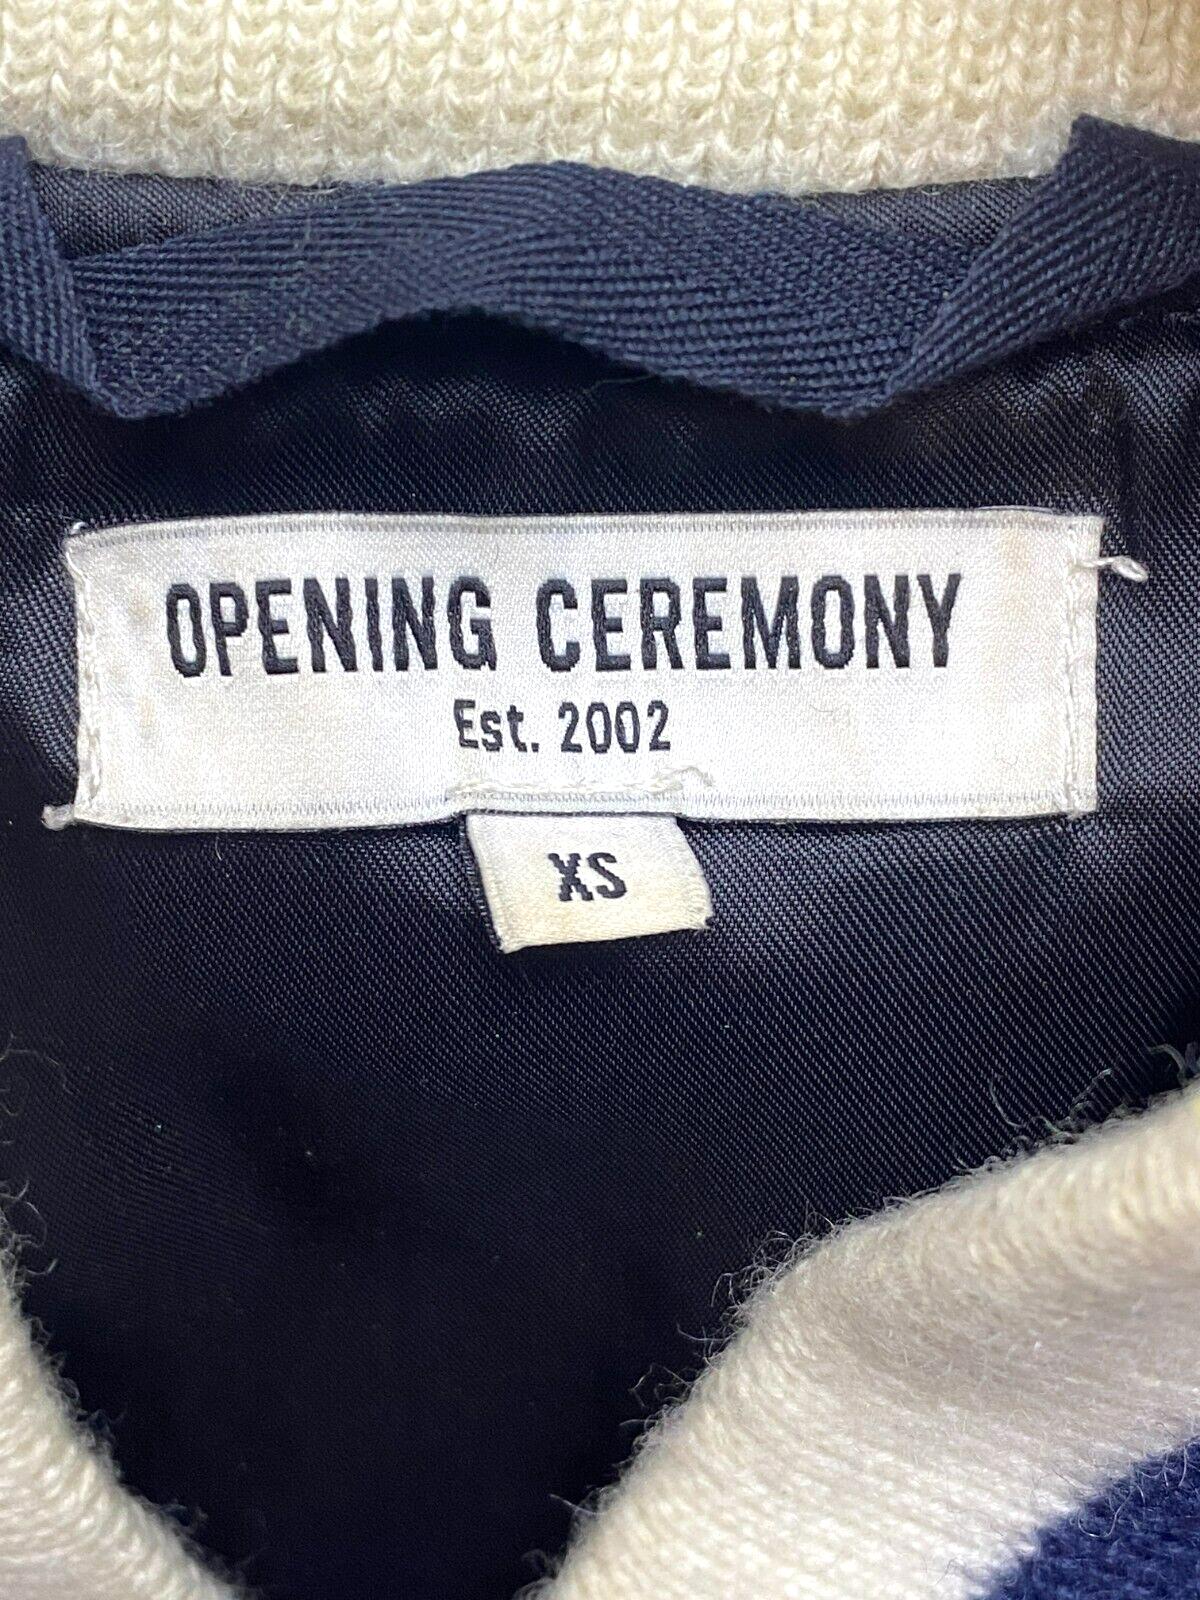 OPENING CEREMONY
Est. 2002
XS